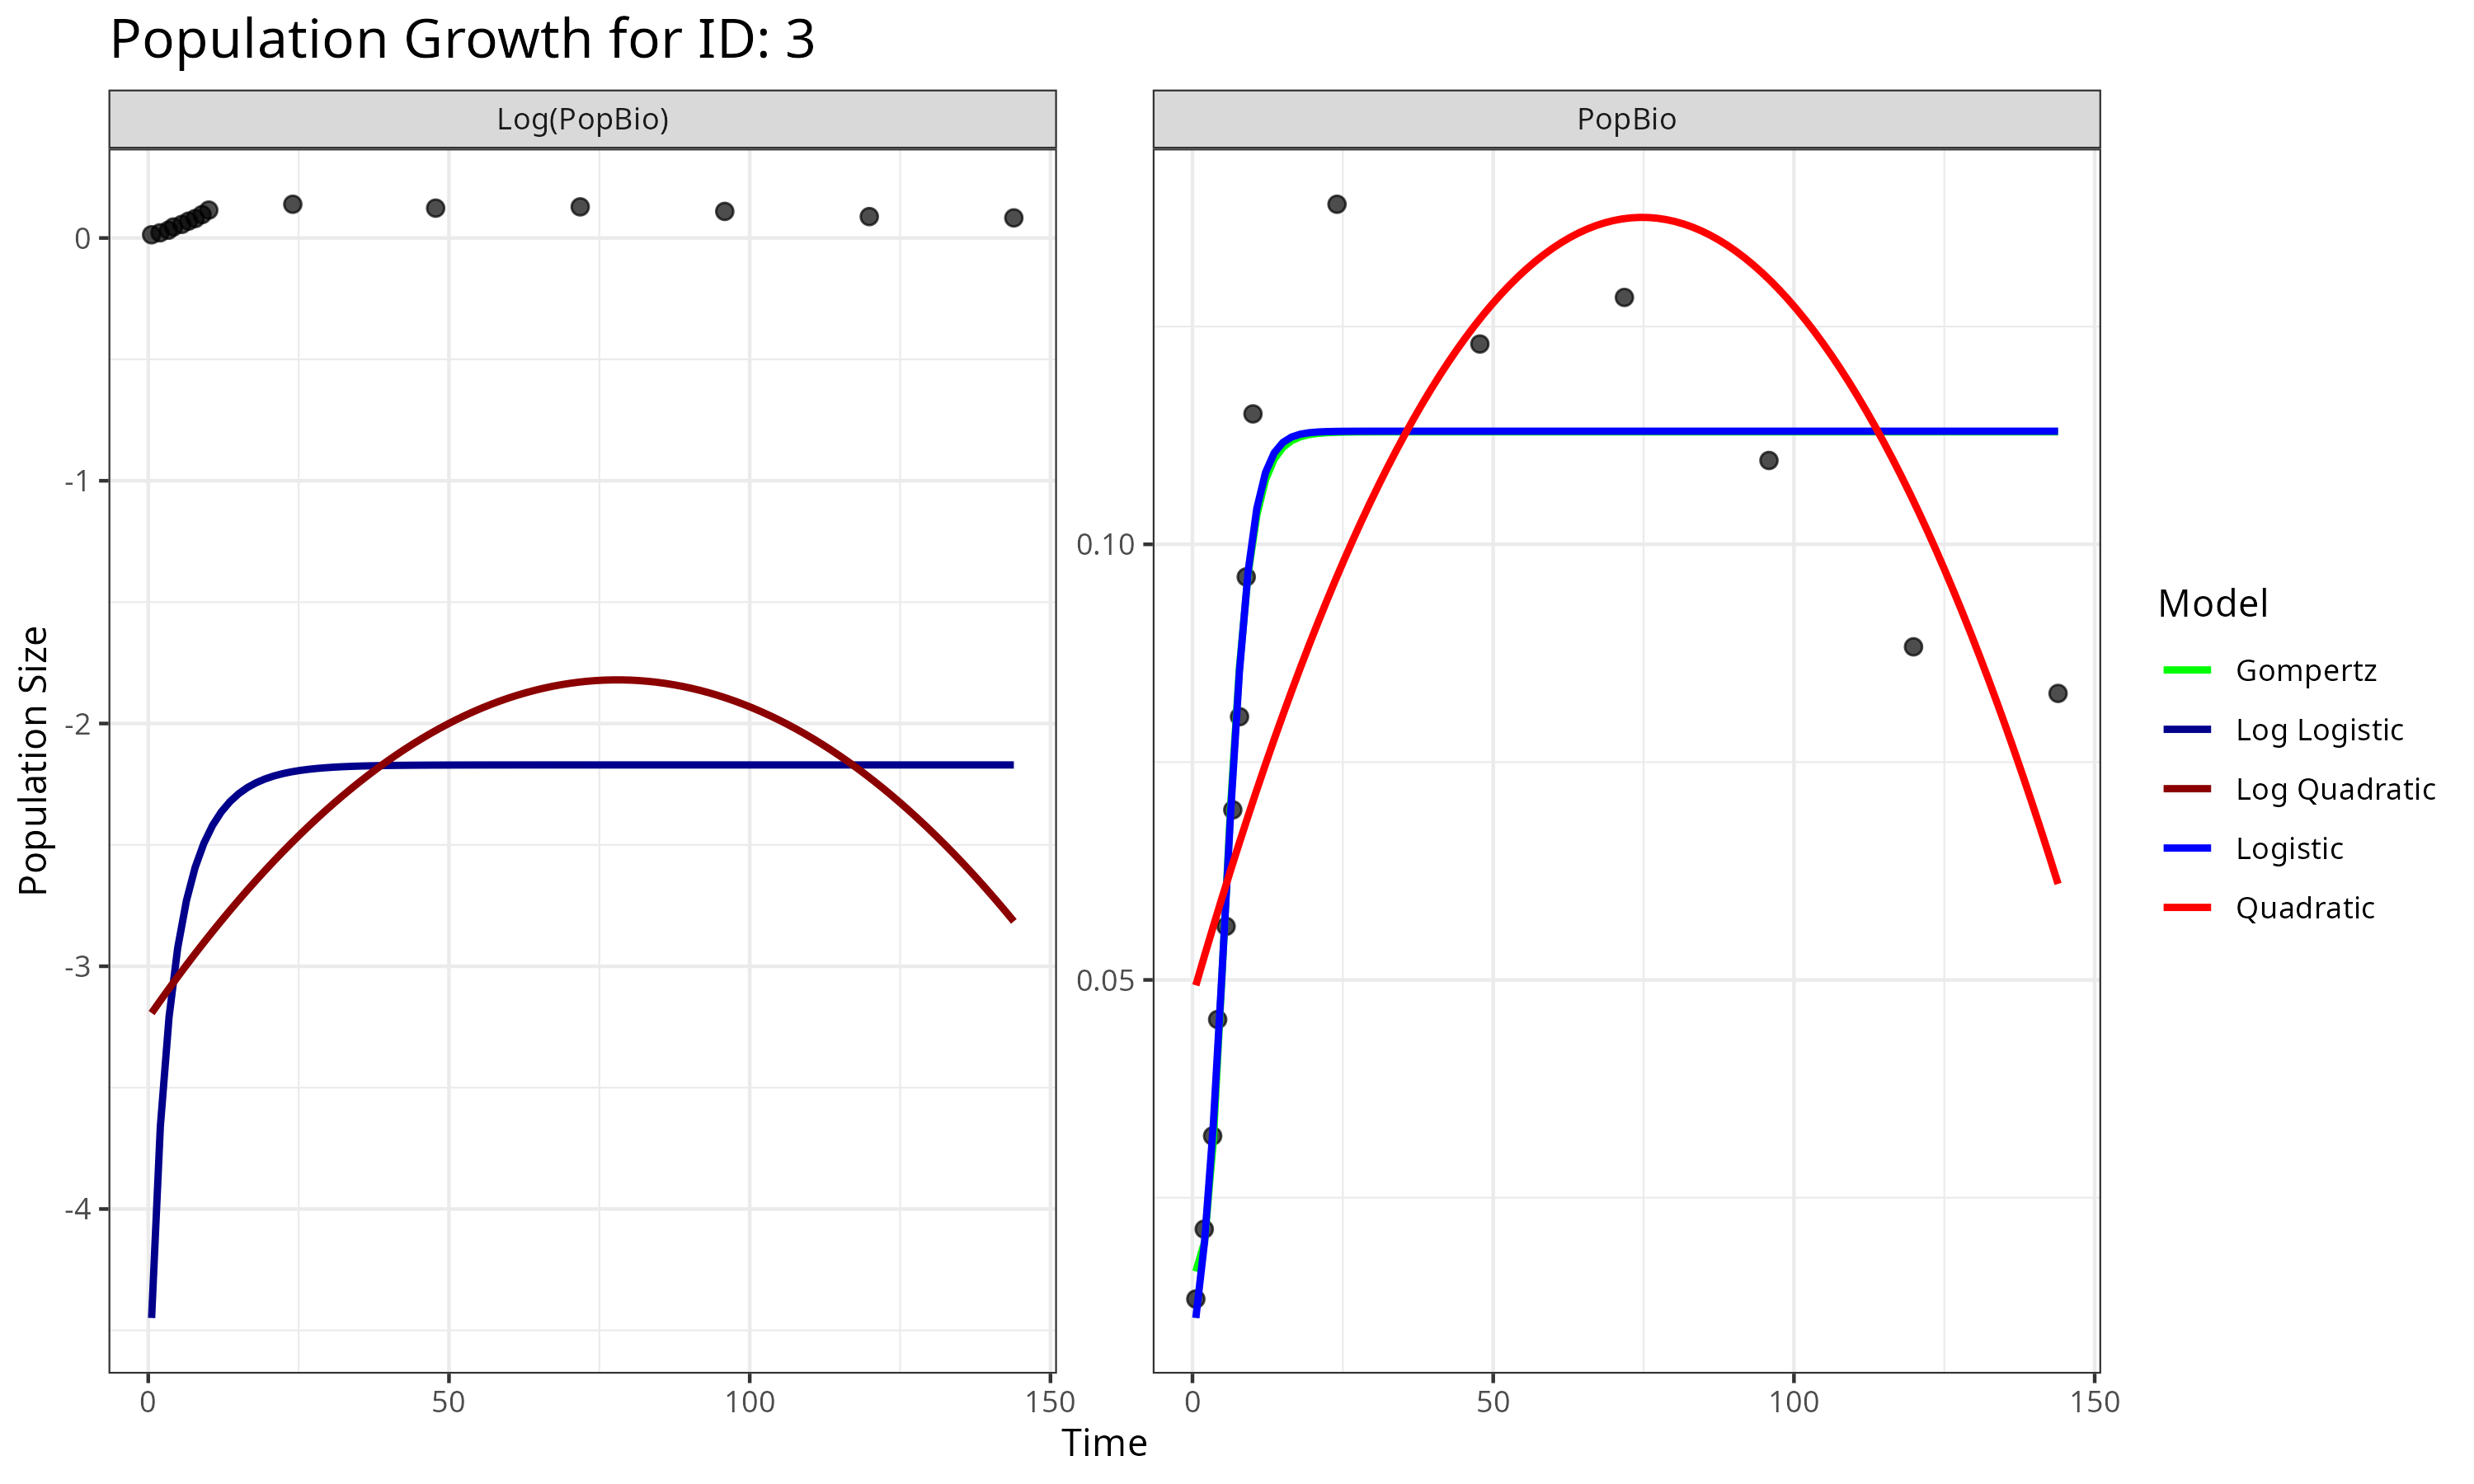 Population Growth for ID: 3
Log(PopBio)
PopBio
Population Size
0
-1
-2
-3
-4
0.10
0.05
0
50
100
150
0
50
100
150
Time
Model
Gompertz
Log Logistic
Log Quadratic
Logistic
Quadratic